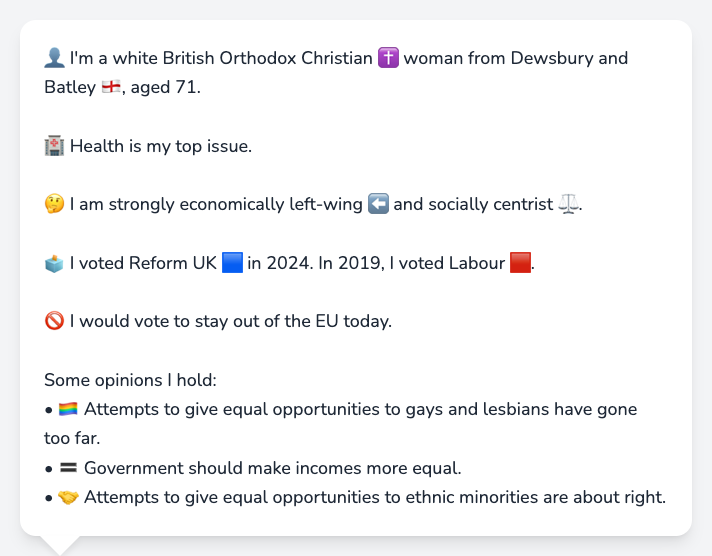 👤 I'm a white British Orthodox Christian ✝️ woman from Dewsbury and
Batley 🏴󠁧󠁢󠁥󠁮󠁧󠁿, aged 71.
🏥 Health is my top issue.
🤔 I am strongly economically left-wing ⬅️ and socially centrist ⚖️.
🗳️ I voted Reform UK 🟦 in 2024. In 2019, I voted Labour 🟥.
🚫 I would vote to stay out of the EU today.
Some opinions I hold:
• 🏳️‍🌈 Attempts to give equal opportunities to gays and lesbians have gone
too far.
• 🟰 Government should make incomes more equal.
• 🤝 Attempts to give equal opportunities to ethnic minorities are about right.